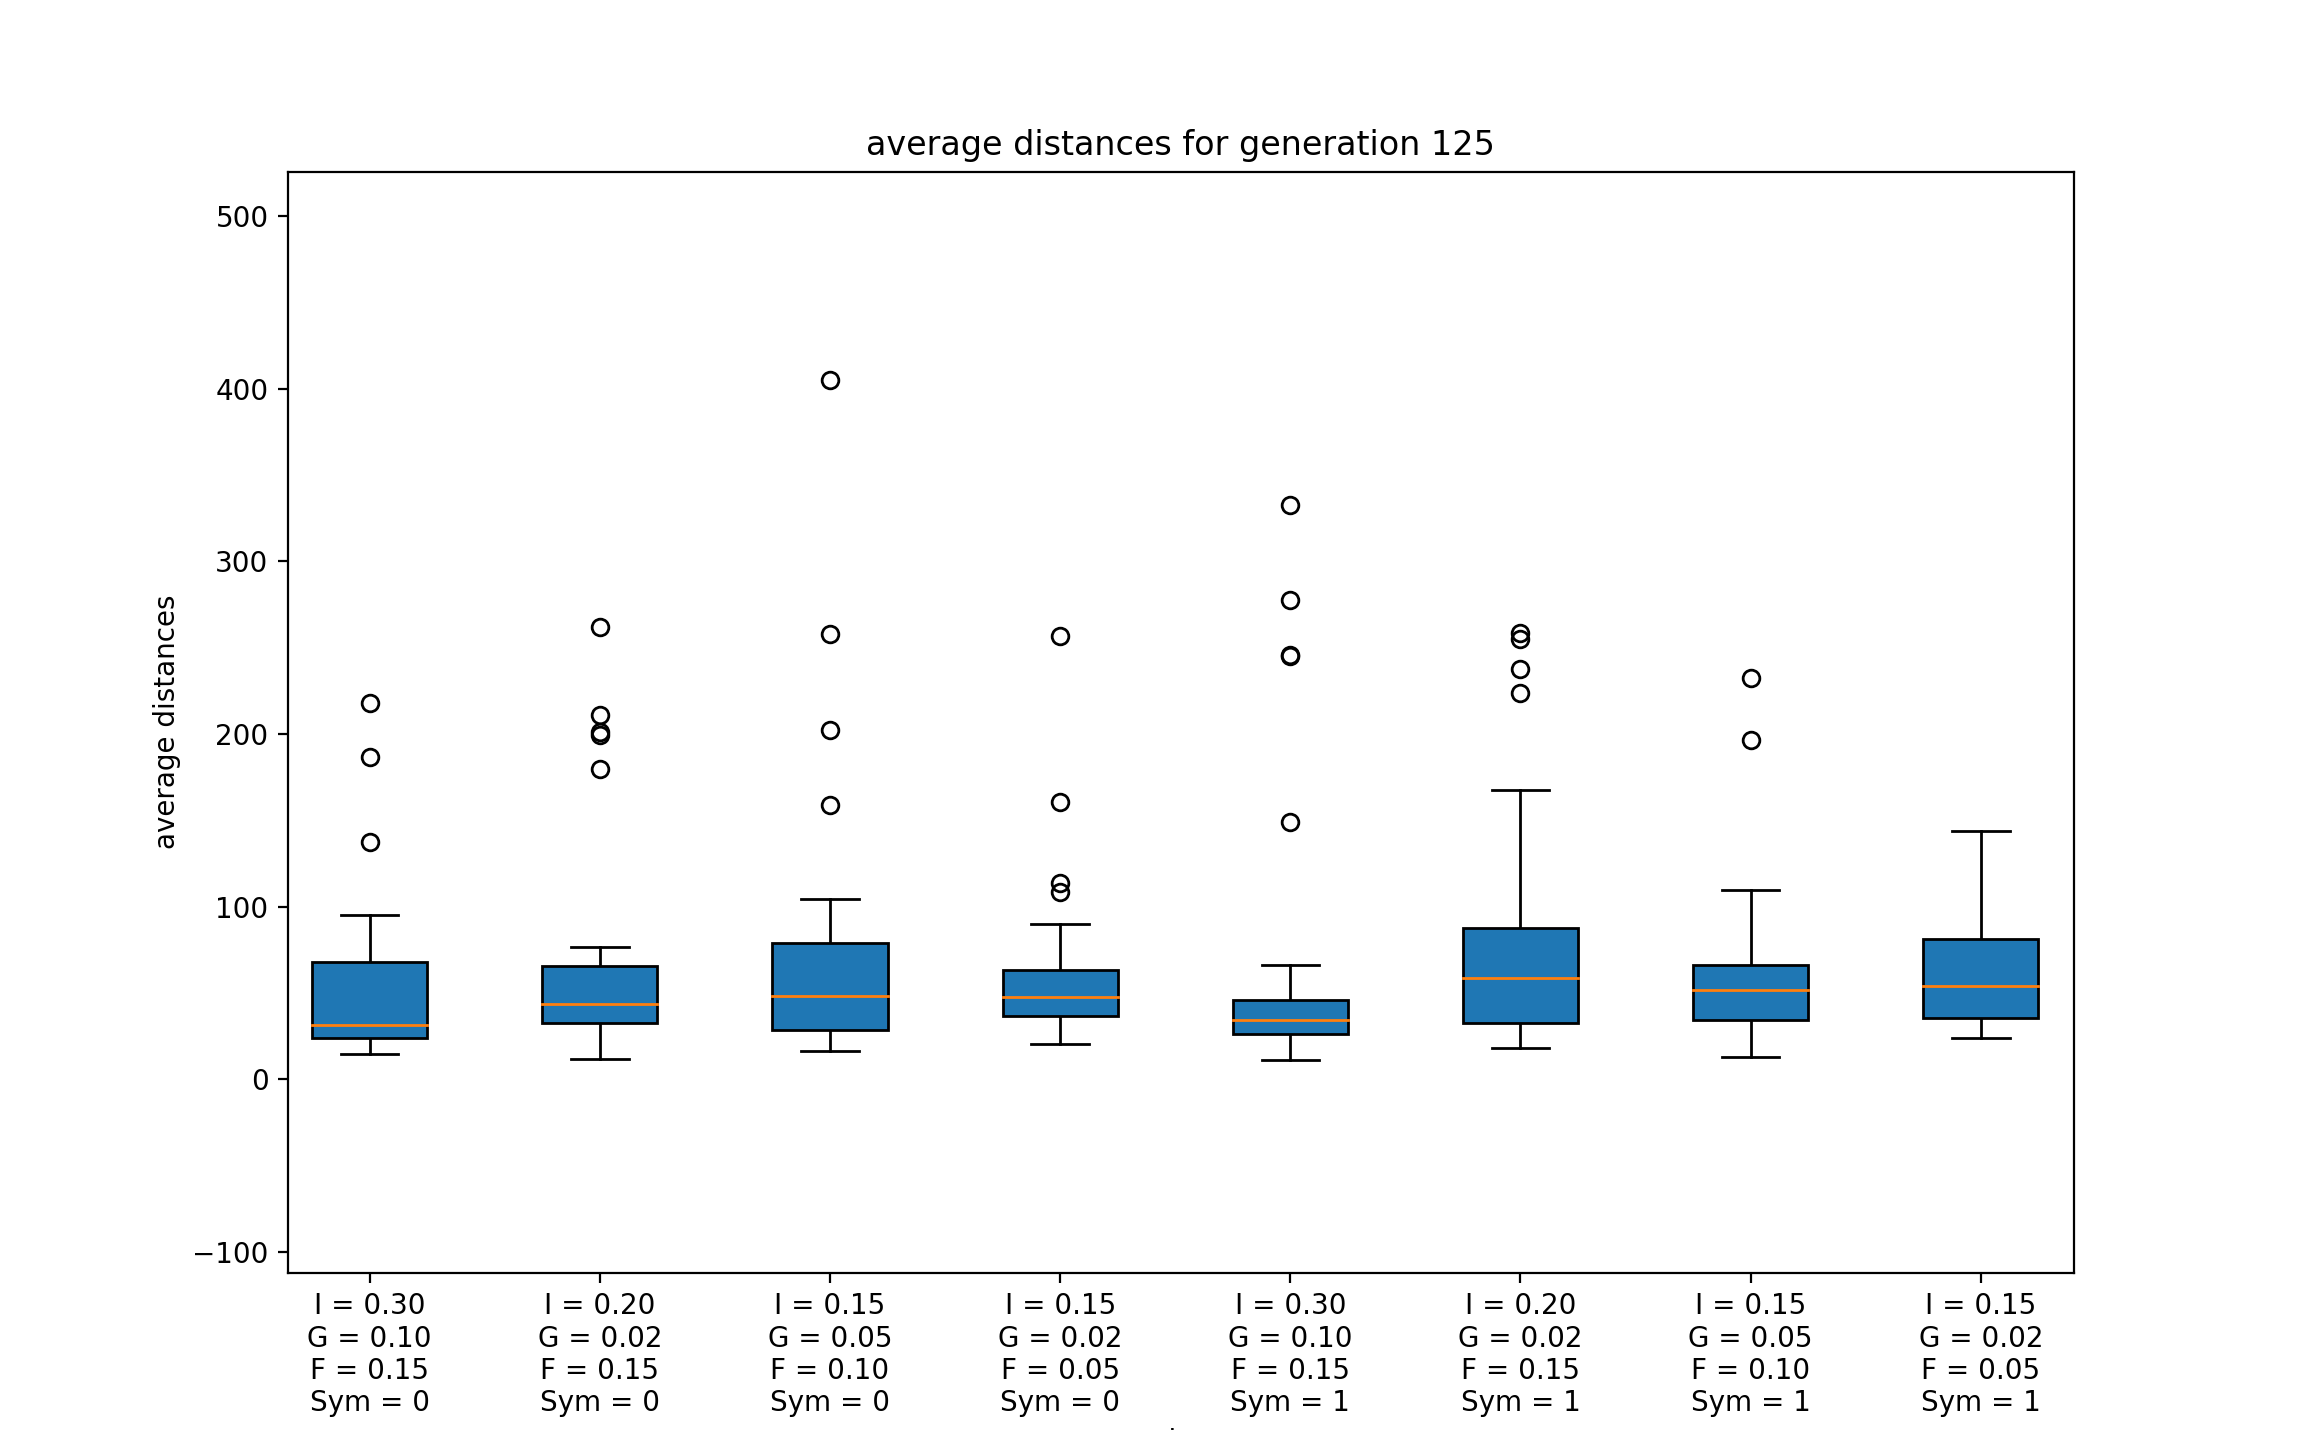 average distances for generation 125
average distances
500
400
300
200
100
0
−100
I = 0.30
G = 0.10
F = 0.15
Sym = 0
I = 0.20
G = 0.02
F = 0.15
Sym = 0
I = 0.15
G = 0.05
F = 0.10
Sym = 0
I = 0.15
G = 0.02
F = 0.05
Sym = 0
I = 0.30
G = 0.10
F = 0.15
Sym = 1
I = 0.20
G = 0.02
F = 0.15
Sym = 1
I = 0.15
G = 0.05
F = 0.10
Sym = 1
I = 0.15
G = 0.02
F = 0.05
Sym = 1